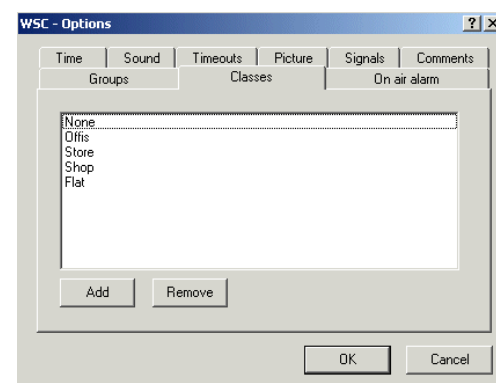 WSC - Options
Time Sound Timeouts Picture Signals Comments
Groups Classes On air alarm
None
Offis
Store
Shop
Flat
Add Remove
OK Cancel